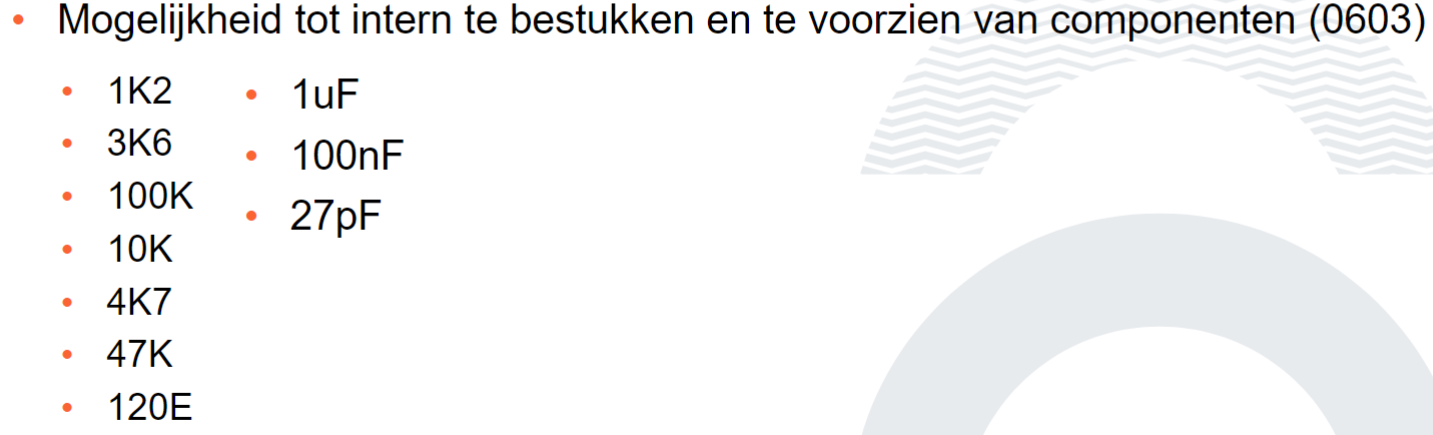 Mogelijkheid tot intern te bestukken en te voorzien van componenten (0603)
1K2
3K6
100K
10K
4K7
47K
120E
1uF
100nF
27pF